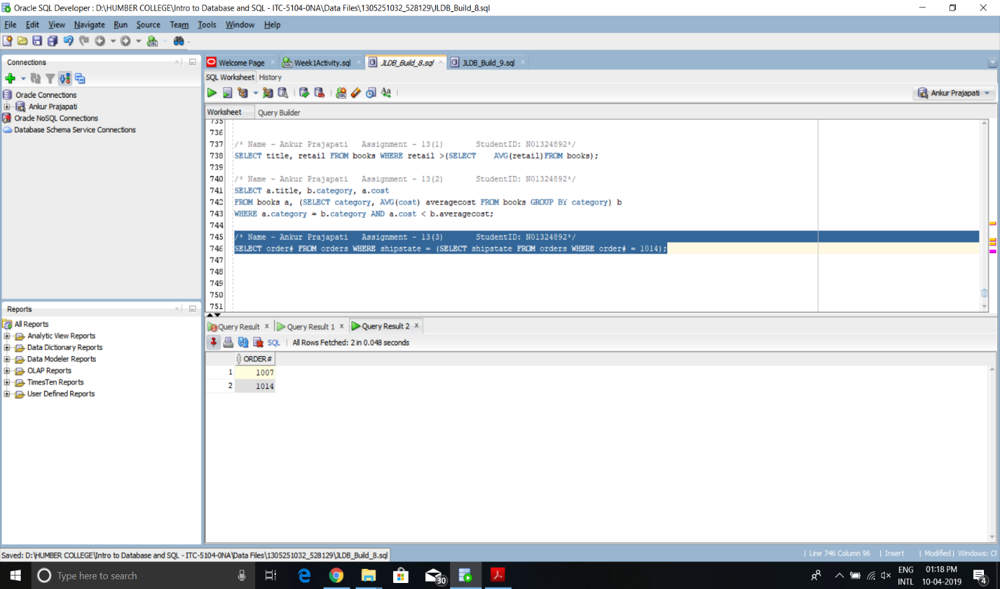 Oracle SQL Developer : D:\HUMBER COLLEGE\Intro to Database and SQL - ITC-5104-0NA\Data Files\1305251032_528129\JLDB_Build_8.sql
File Edit View Navigate Run Source Team Tools Window Help
Connections
Oracle Connections
Ankur Prajapati
Oracle NoSQL Connections
Database Schema Service Connections
Reports
All Reports
Analytic View Reports
Data Dictionary Reports
Data Modeler Reports
OLAP Reports
TimesTen Reports
User Defined Reports
Welcome Page Week1Activity.sql JLDB_Build_8.sql JLDB_Build_9.sql
SQL Worksheet History
Ankur Prajapati
Worksheet Query Builder
735
736
737 /* Name - Ankur Prajapati Assignment - 13(1) StudentID: N01324892*/
738 SELECT title, retail FROM books WHERE retail >(SELECT AVG(retail)FROM books);
739
740 /* Name - Ankur Prajapati Assignment - 13(2) StudentID: N01324892*/
741 SELECT a.title, b.category, a.cost
742 FROM books a, (SELECT category, AVG(cost) averagecost FROM books GROUP BY category) b
743 WHERE a.category = b.category AND a.cost < b.averagecost;
744
745 /* Name - Ankur Prajapati Assignment - 13(3) StudentID: N01324892*/
746 SELECT order# FROM orders WHERE shipstate = (SELECT shipstate FROM orders WHERE order# = 1014);
747
748
749
750
751
Query Result x Query Result 1 x Query Result 2 x
SQL | All Rows Fetched: 2 in 0.048 seconds
ORDER#
1 1007
2 1014
Saved: D:\HUMBER COLLEGE\Intro to Database and SQL - ITC-5104-0NA\Data Files\1305251032_528129\JLDB_Build_8.sql
| Line 746 Column 96 | Insert | Modified | Windows: CR
Type here to search
30
ENG
INTL
01:18 PM
10-04-2019
4